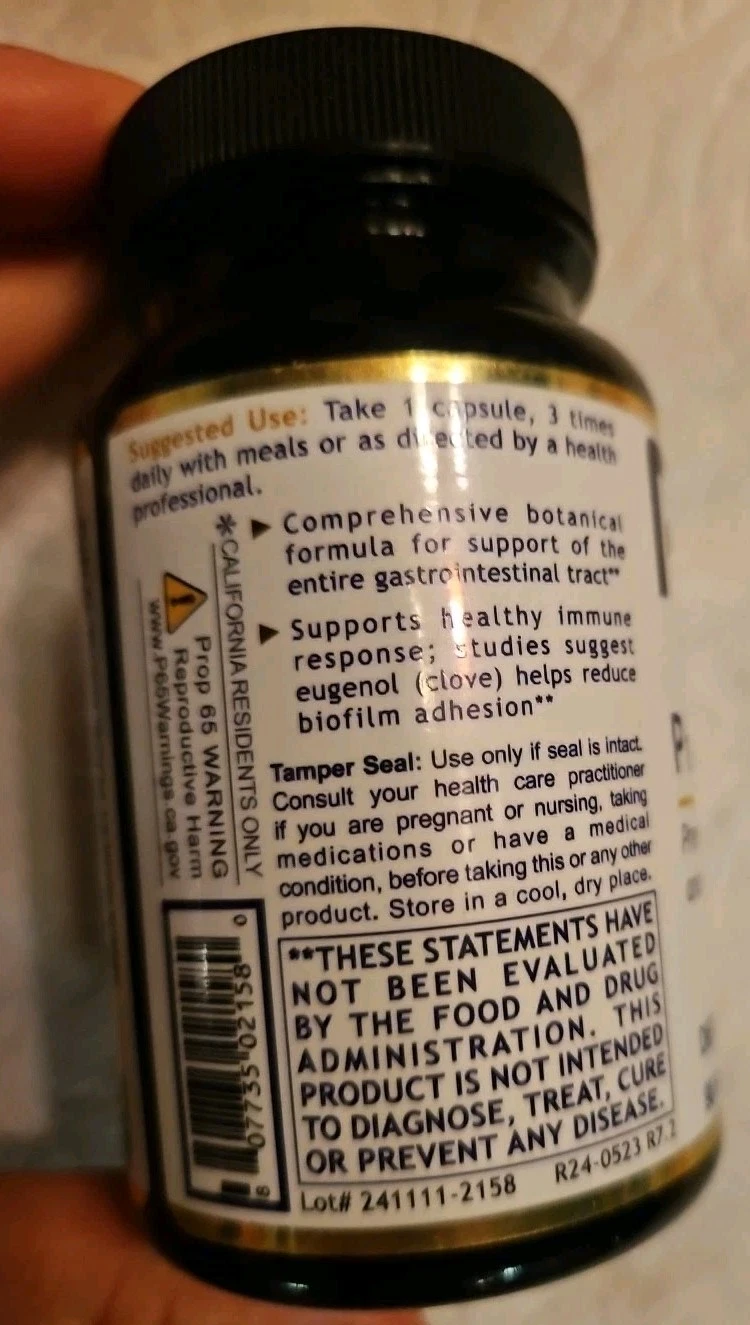 Suggested Use: Take 1 capsule, 3 times
daily with meals or as directed by a health
professional.
▶ Comprehensive botanical
formula for support of the
entire gastrointestinal tract**
▶ Supports healthy immune
response; studies suggest
eugenol (clove) helps reduce
biofilm adhesion**
*CALIFORNIA RESIDENTS ONLY
Prop 65 WARNING
Reproductive Harm
www.P65Warnings.ca.gov
Tamper Seal: Use only if seal is intact.
Consult your health care practitioner
if you are pregnant or nursing, taking
medications or have a medical
condition, before taking this or any other
product. Store in a cool, dry place.
**THESE STATEMENTS HAVE
NOT BEEN EVALUATED
BY THE FOOD AND DRUG
ADMINISTRATION. THIS
PRODUCT IS NOT INTENDED
TO DIAGNOSE, TREAT, CURE
OR PREVENT ANY DISEASE.
8 07735 02158 0
Lot# 241111-2158 R24-0523 R7.2